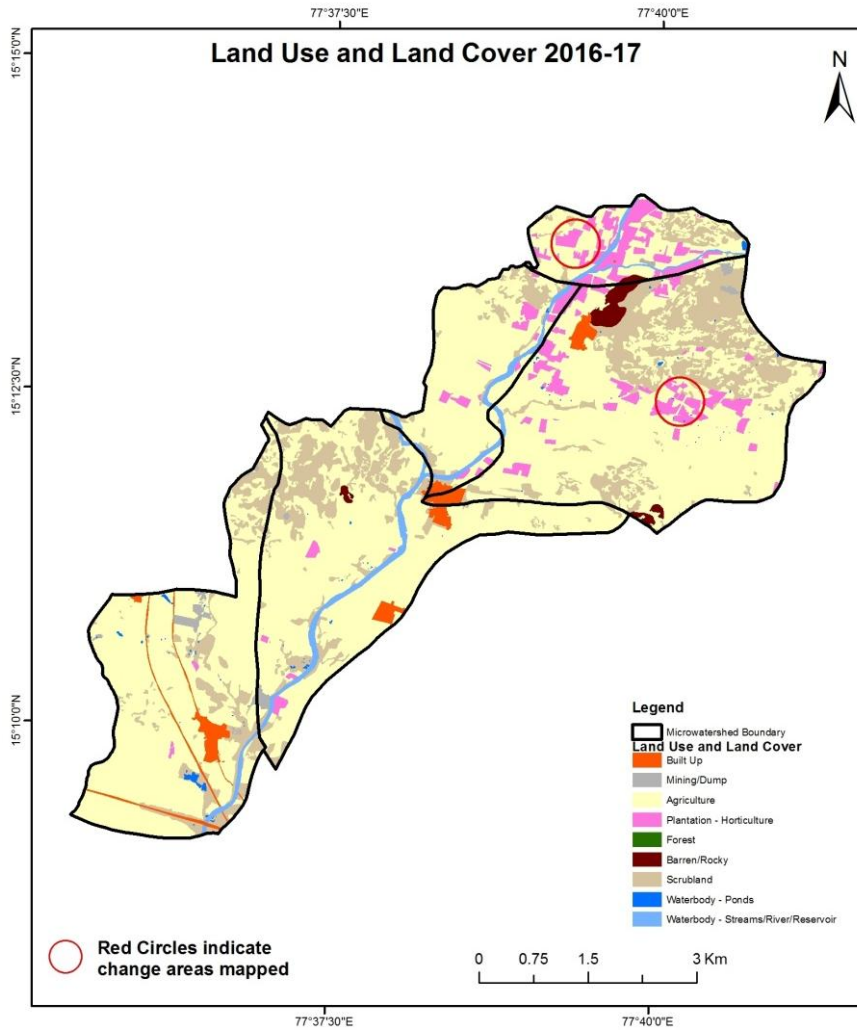 77°37'30"E
77°40'0"E
15°15'0"N
Land Use and Land Cover 2016-17
N
15°12'30"N
15°10'0"N
Legend
Microwatershed Boundary
Land Use and Land Cover
Built Up
Mining/Dump
Agriculture
Plantation - Horticulture
Forest
Barren/Rocky
Scrubland
Waterbody - Ponds
Waterbody - Streams/River/Reservoir
Red Circles indicate
change areas mapped
0 0.75 1.5 3 Km
77°37'30"E
77°40'0"E